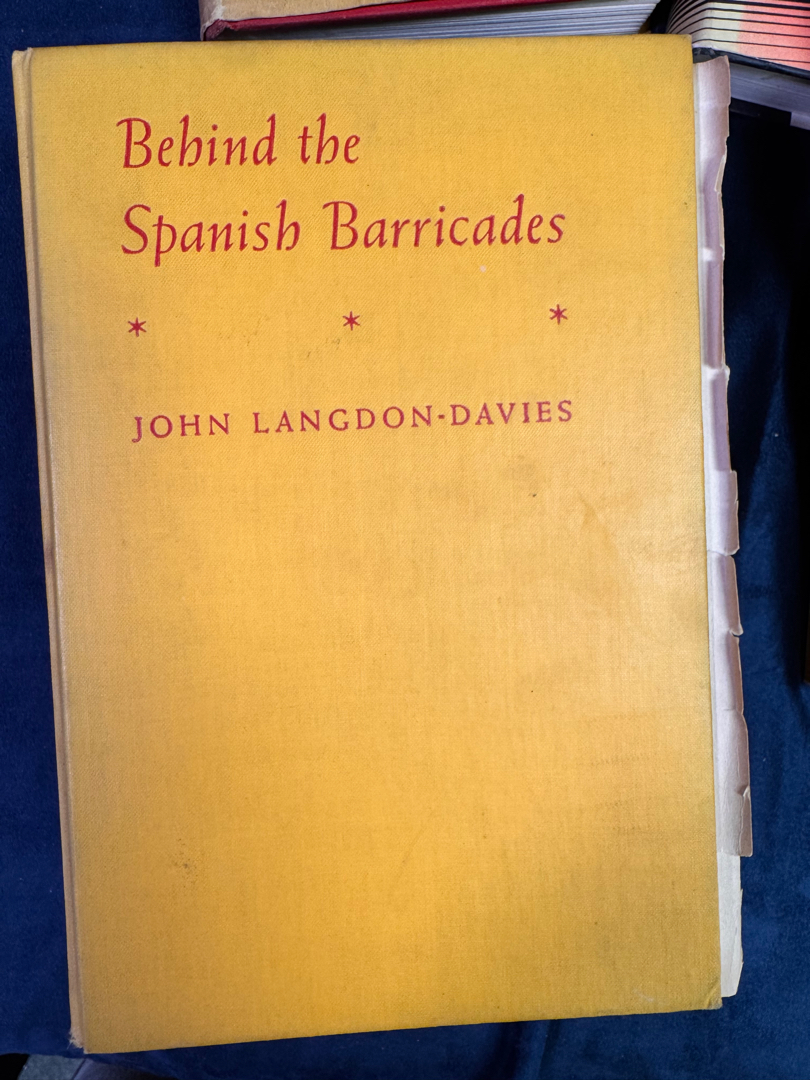 Behind the
Spanish Barricades
* * *
JOHN LANGDON-DAVIES